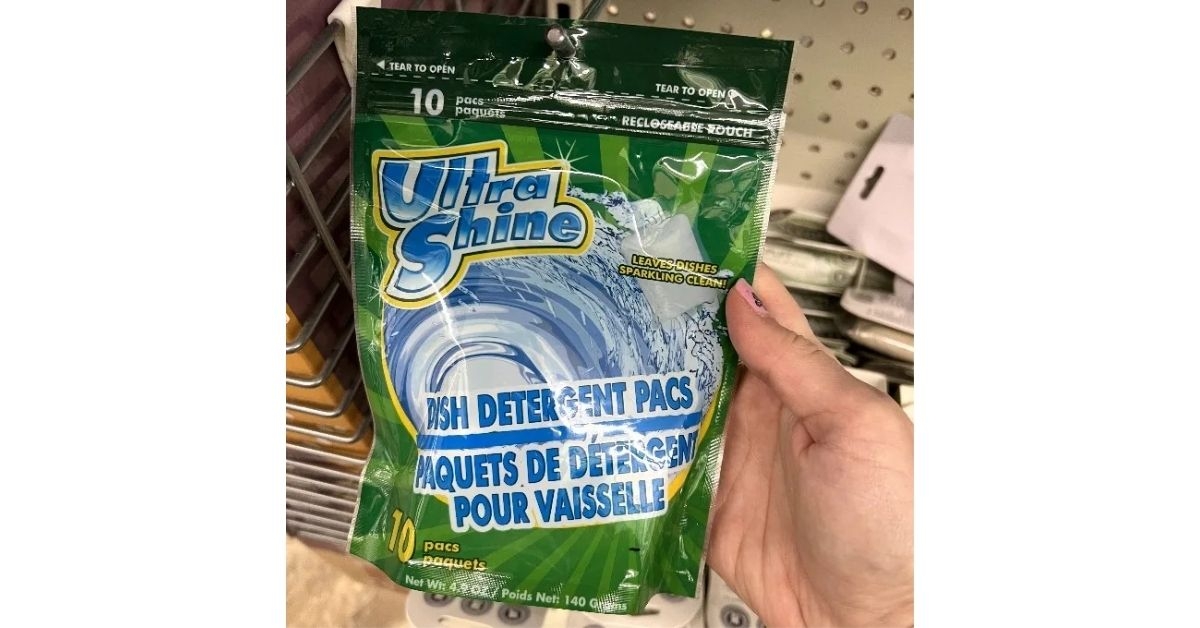 TEAR TO OPEN
TEAR TO OPEN
10 pacs
paquets
RECLOSEABLE POUCH
Ultra
Shine
LEAVES DISHES
SPARKLING CLEAN!
DISH DETERGENT PACS
PAQUETS DE DÉTERGENT
POUR VAISSELLE
10 pacs
paquets
Net Wt: 4.9 OZ / Poids Net: 140 Grams